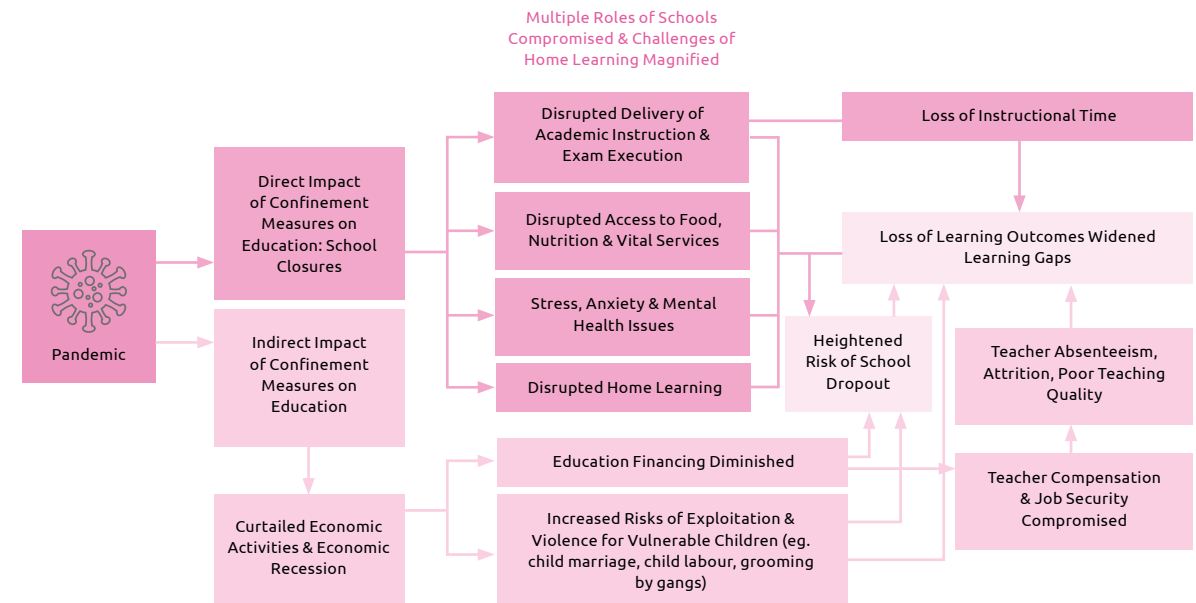 Multiple Roles of Schools
Compromised & Challenges of
Home Learning Magnified
Pandemic
Direct Impact
of Confinement
Measures on
Education: School
Closures
Indirect Impact
of Confinement
Measures on
Education
Curtailed Economic
Activities & Economic
Recession
Disrupted Delivery of
Academic Instruction &
Exam Execution
Disrupted Access to Food,
Nutrition & Vital Services
Stress, Anxiety & Mental
Health Issues
Disrupted Home Learning
Education Financing Diminished
Increased Risks of Exploitation &
Violence for Vulnerable Children (eg.
child marriage, child labour, grooming
by gangs)
Loss of Instructional Time
Loss of Learning Outcomes Widened
Learning Gaps
Heightened
Risk of School
Dropout
Teacher Absenteeism,
Attrition, Poor Teaching
Quality
Teacher Compensation
& Job Security
Compromised